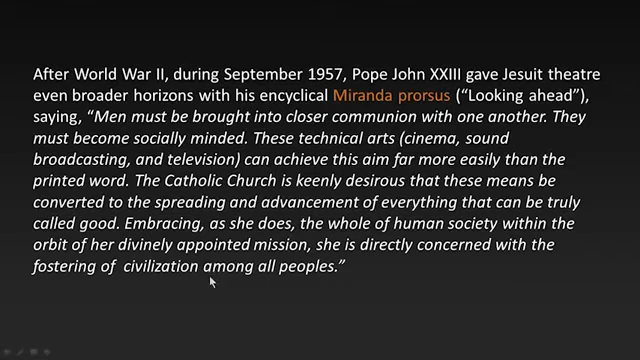 After World War II, during September 1957, Pope John XXIII gave Jesuit theatre
even broader horizons with his encyclical Miranda prorsus (“Looking ahead”),
saying, “Men must be brought into closer communion with one another. They
must become socially minded. These technical arts (cinema, sound
broadcasting, and television) can achieve this aim far more easily than the
printed word. The Catholic Church is keenly desirous that these means be
converted to the spreading and advancement of everything that can be truly
called good. Embracing, as she does, the whole of human society within the
orbit of her divinely appointed mission, she is directly concerned with the
fostering of civilization among all peoples.”